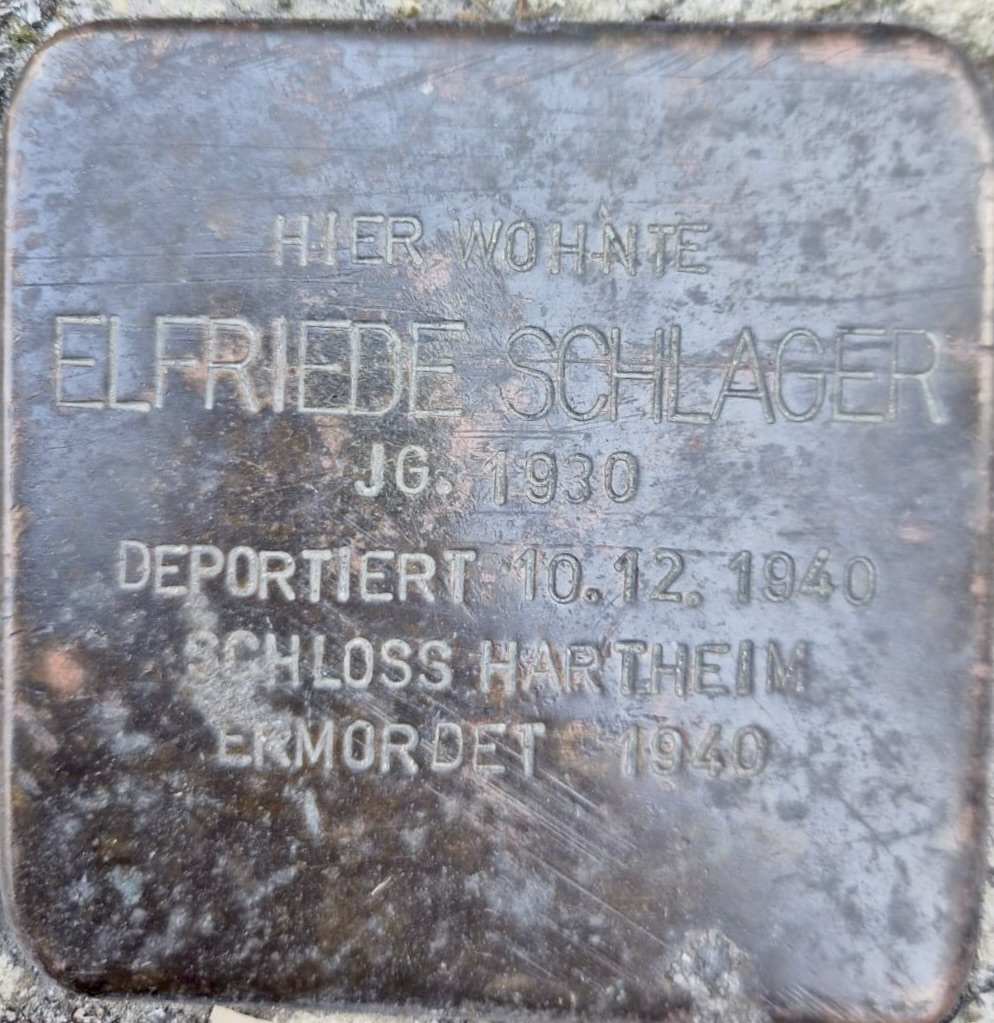 HIER WOHNTE
ELFRIEDE SCHLAGER
JG. 1930
DEPORTIERT 10.12. 1940
SCHLOSS HARTHEIM
ERMORDET 1940